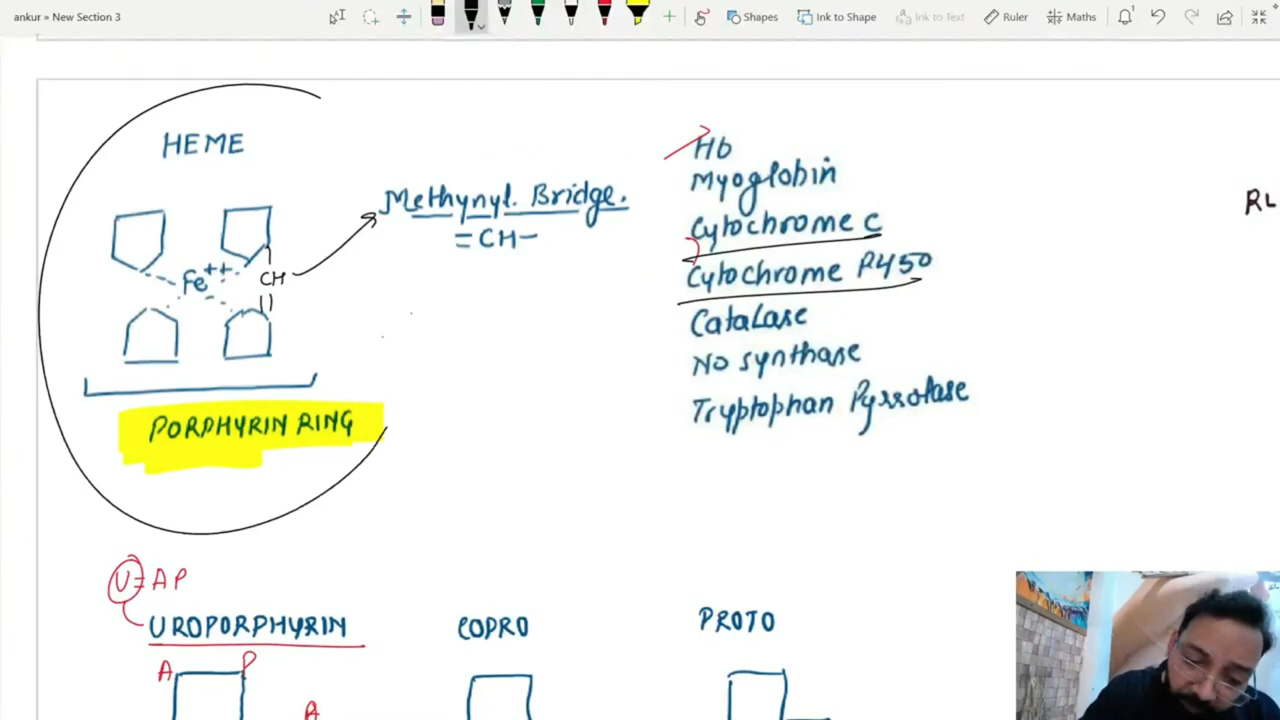 ankur » New Section 3
Shapes
Ink to Shape
Ink to Text
Ruler
Maths
HEME
Fe++
CH
PORPHYRIN RING
Methynyl. Bridge.
=CH-
Hb
Myoglobin
Cytochrome C
Cytochrome P450
Catalase
No synthase
Tryptophan Pyrrolase
RL
U=AP
UROPORPHYRIN
COPRO
PROTO
A P
A